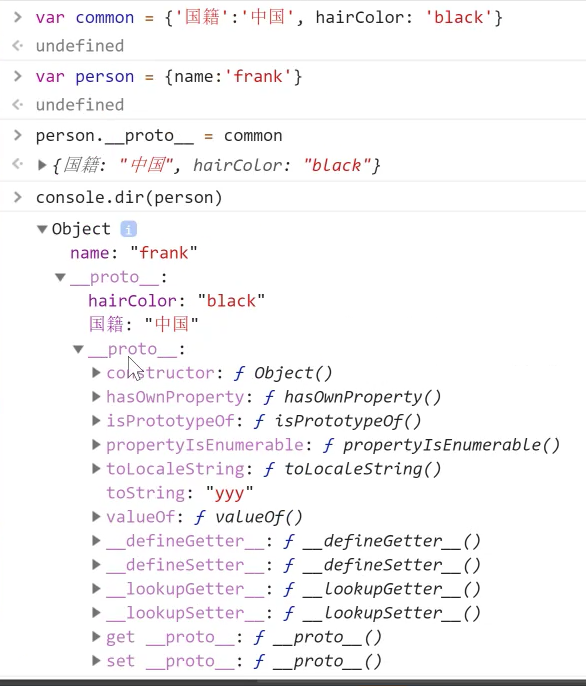 > var common = {'国籍':'中国', hairColor: 'black'}
undefined
> var person = {name:'frank'}
undefined
> person.__proto__ = common
{国籍: "中国", hairColor: "black"}
> console.dir(person)
Object i
name: "frank"
__proto__:
hairColor: "black"
国籍: "中国"
__proto__:
constructor: ƒ Object()
hasOwnProperty: ƒ hasOwnProperty()
isPrototypeOf: ƒ isPrototypeOf()
propertyIsEnumerable: ƒ propertyIsEnumerable()
toLocaleString: ƒ toLocaleString()
toString: "yyy"
valueOf: ƒ valueOf()
__defineGetter__: ƒ __defineGetter__()
__defineSetter__: ƒ __defineSetter__()
__lookupGetter__: ƒ __lookupGetter__()
__lookupSetter__: ƒ __lookupSetter__()
get __proto__: ƒ __proto__()
set __proto__: ƒ __proto__()